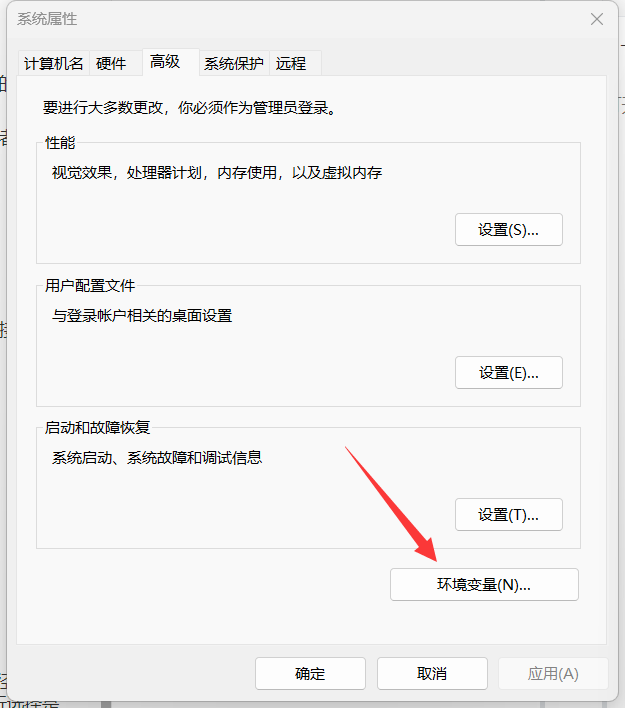 系统属性
计算机名 硬件 高级 系统保护 远程
要进行大多数更改，你必须作为管理员登录。
性能
视觉效果，处理器计划，内存使用，以及虚拟内存
设置(S)...
用户配置文件
与登录帐户相关的桌面设置
设置(E)...
启动和故障恢复
系统启动、系统故障和调试信息
设置(T)...
环境变量(N)...
确定 取消 应用(A)